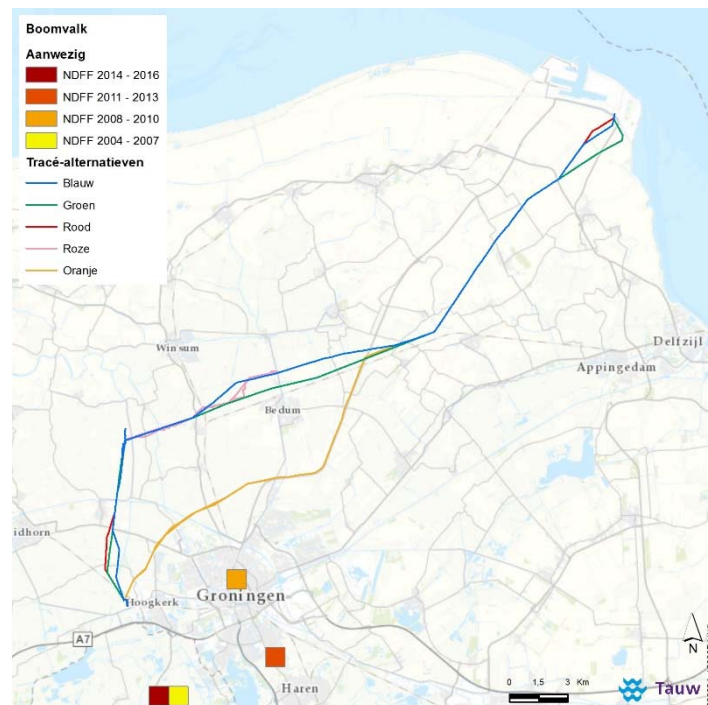 Boomvalk
Aanwezig
NDFF 2014 - 2016
NDFF 2011 - 2013
NDFF 2008 - 2010
NDFF 2004 - 2007
Tracé-alternatieven
Blauw
Groen
Rood
Roze
Oranje
Winsum
Delfzijl
Appingedam
Bedum
idhorn
Hoogkerk
Groningen
A7
Haren
N
0 1,5 3 Km
Tauw